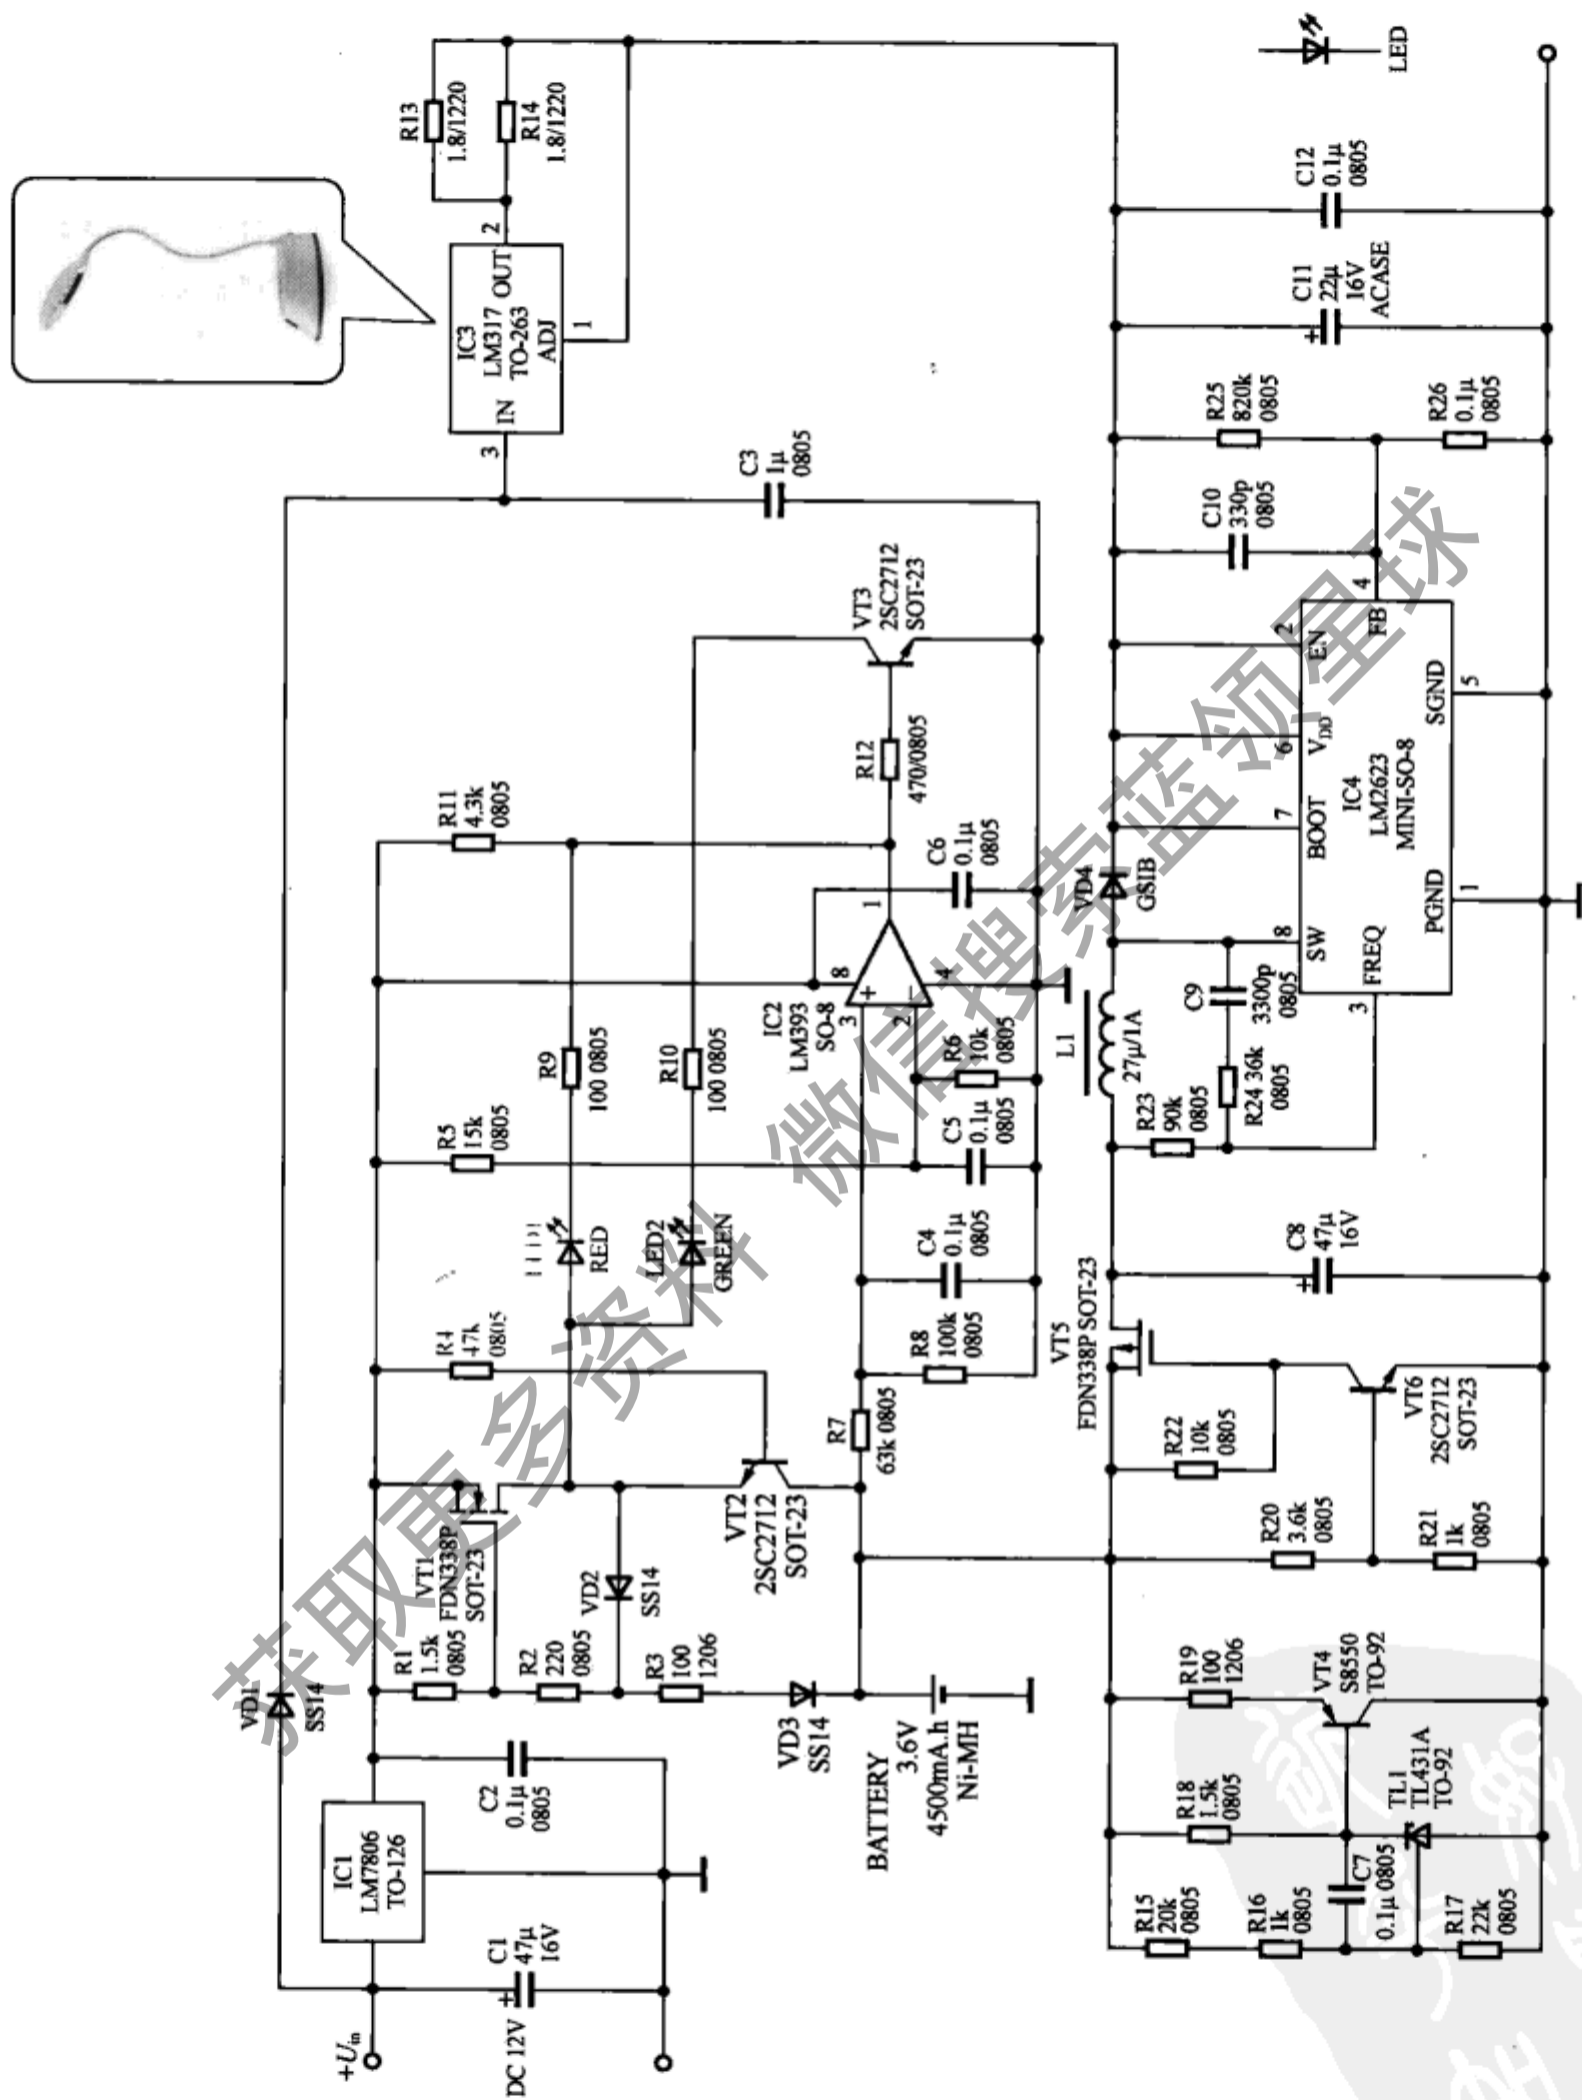 +Uin
DC 12V
C1
47μ
16V
IC1
LM7806
TO-126
C2
0.1μ
0805
VD1
SS14
R1
1.5k
0805
VT1
FDN338P
SOT-23
R2
220
0805
VD2
SS14
R3
100
1206
VD3
SS14
BATTERY
3.6V
4500mA.h
Ni-MH
VT2
2SC2712
SOT-23
R4
47k
0805
RED
LED2
GREEN
R5
15k
0805
R9
100 0805
R10
100 0805
R7
63k 0805
R8
100k
0805
C4
0.1μ
0805
C5
0.1μ
0805
R6
10k
0805
IC2
LM393
SO-8
3
2
8
4
1
+
−
C6
0.1μ
0805
R11
4.3k
0805
R12
470/0805
VT3
2SC2712
SOT-23
C3
1μ
0805
IC3
LM317
TO-263
IN
OUT
ADJ
3
2
1
R13
1.8/1220
R14
1.8/1220
R15
20k
0805
R16
1k
0805
R17
22k
0805
C7
0.1μ 0805
R18
1.5k
0805
TL1
TL431A
TO-92
R19
100
1206
VT4
S8550
TO-92
R20
3.6k
0805
R21
1k
0805
R22
10k
0805
VT5
FDN338P SOT-23
VT6
2SC2712
SOT-23
C8
47μ
16V
L1
27μ/1A
R23
90k
0805
R24 36k
0805
C9
3300p
0805
VD4
GSIB
IC4
LM2623
MINI-SO-8
SW
BOOT
VDD
EN
FB
FREQ
PGND
SGND
8
7
6
2
4
3
1
5
C10
330p
0805
R25
820k
0805
R26
0.1μ
0805
C11
22μ
16V
ACASE
C12
0.1μ
0805
LED
获取更多资料 微信搜索蓝领星球